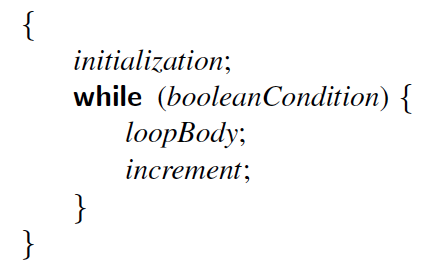 {
initialization;
while (booleanCondition) {
loopBody;
increment;
}
}